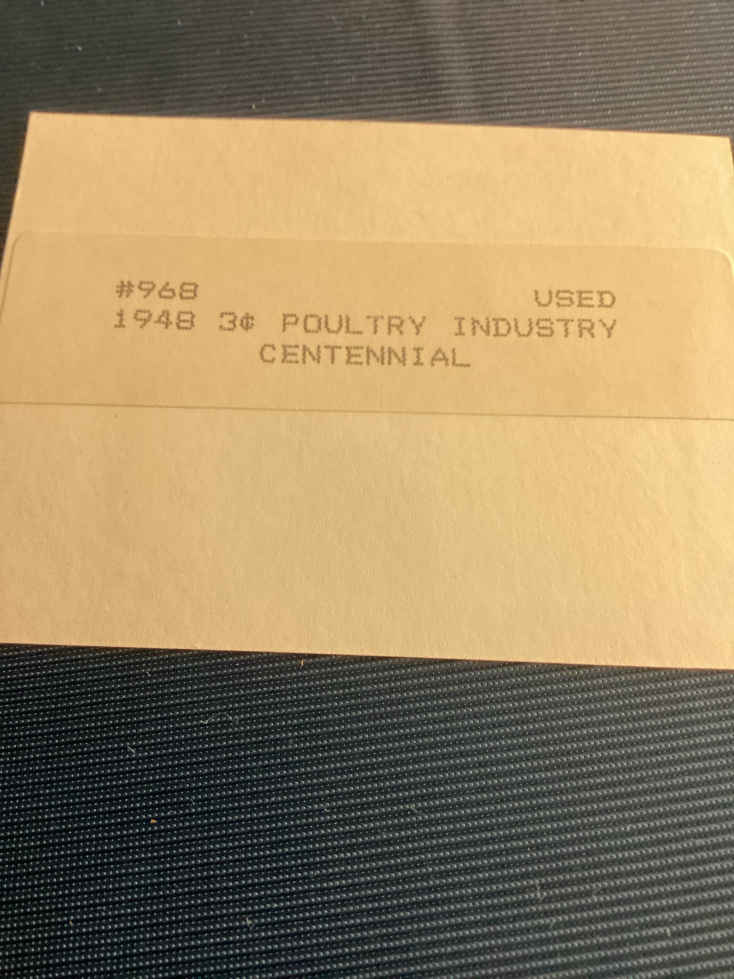 #968 USED
1948 3¢ POULTRY INDUSTRY
CENTENNIAL